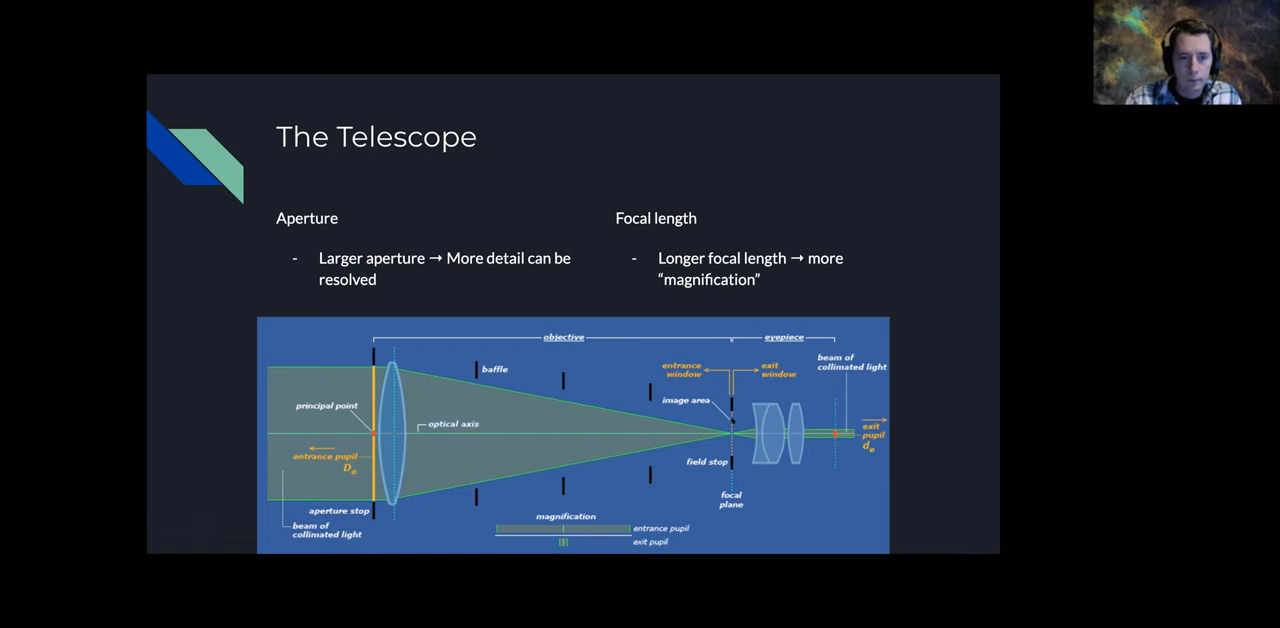 The Telescope
Aperture
- Larger aperture → More detail can be
resolved
Focal length
- Longer focal length → more
“magnification”
objective
eyepiece
baffle
entrance
window
exit
window
beam of
collimated light
image area
principal point
optical axis
exit
pupil
de
entrance pupil
Do
field stop
focal
plane
aperture stop
magnification
beam of
collimated light
entrance pupil
exit pupil